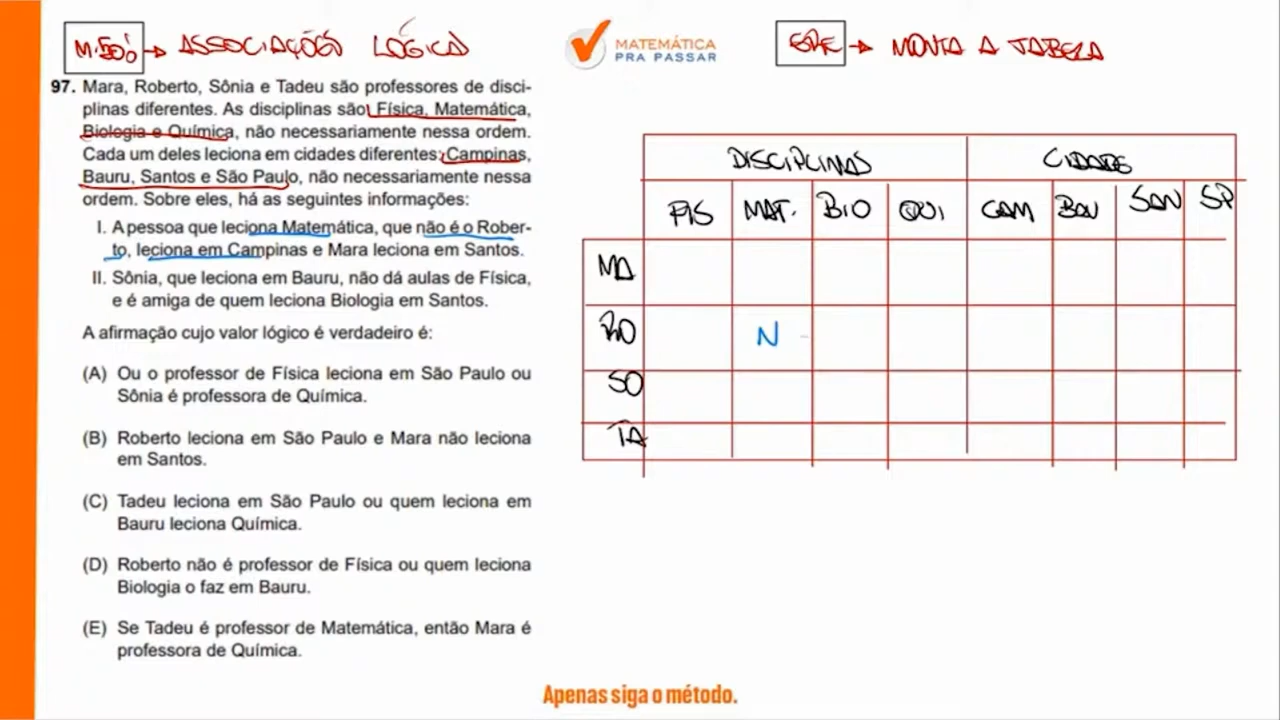 M.500 → ASSOCIAÇÕES LÓGICA
MATEMÁTICA
PRA PASSAR
→ MONTA A TABELA
97. Mara, Roberto, Sônia e Tadeu são professores de disci-
plinas diferentes. As disciplinas são Física, Matemática,
Biologia e Química, não necessariamente nessa ordem.
Cada um deles leciona em cidades diferentes: Campinas,
Bauru, Santos e São Paulo, não necessariamente nessa
ordem. Sobre eles, há as seguintes informações:
I. A pessoa que leciona Matemática, que não é o Rober-
to, leciona em Campinas e Mara leciona em Santos.
II. Sônia, que leciona em Bauru, não dá aulas de Física,
e é amiga de quem leciona Biologia em Santos.
A afirmação cujo valor lógico é verdadeiro é:
(A) Ou o professor de Física leciona em São Paulo ou
Sônia é professora de Química.
(B) Roberto leciona em São Paulo e Mara não leciona
em Santos.
(C) Tadeu leciona em São Paulo ou quem leciona em
Bauru leciona Química.
(D) Roberto não é professor de Física ou quem leciona
Biologia o faz em Bauru.
(E) Se Tadeu é professor de Matemática, então Mara é
professora de Química.
DISCIPLINAS CIDADE
FIS MAT. BIO QUI CAM BAU SAN SP
MA
RO N
SO
TA
Apenas siga o método.